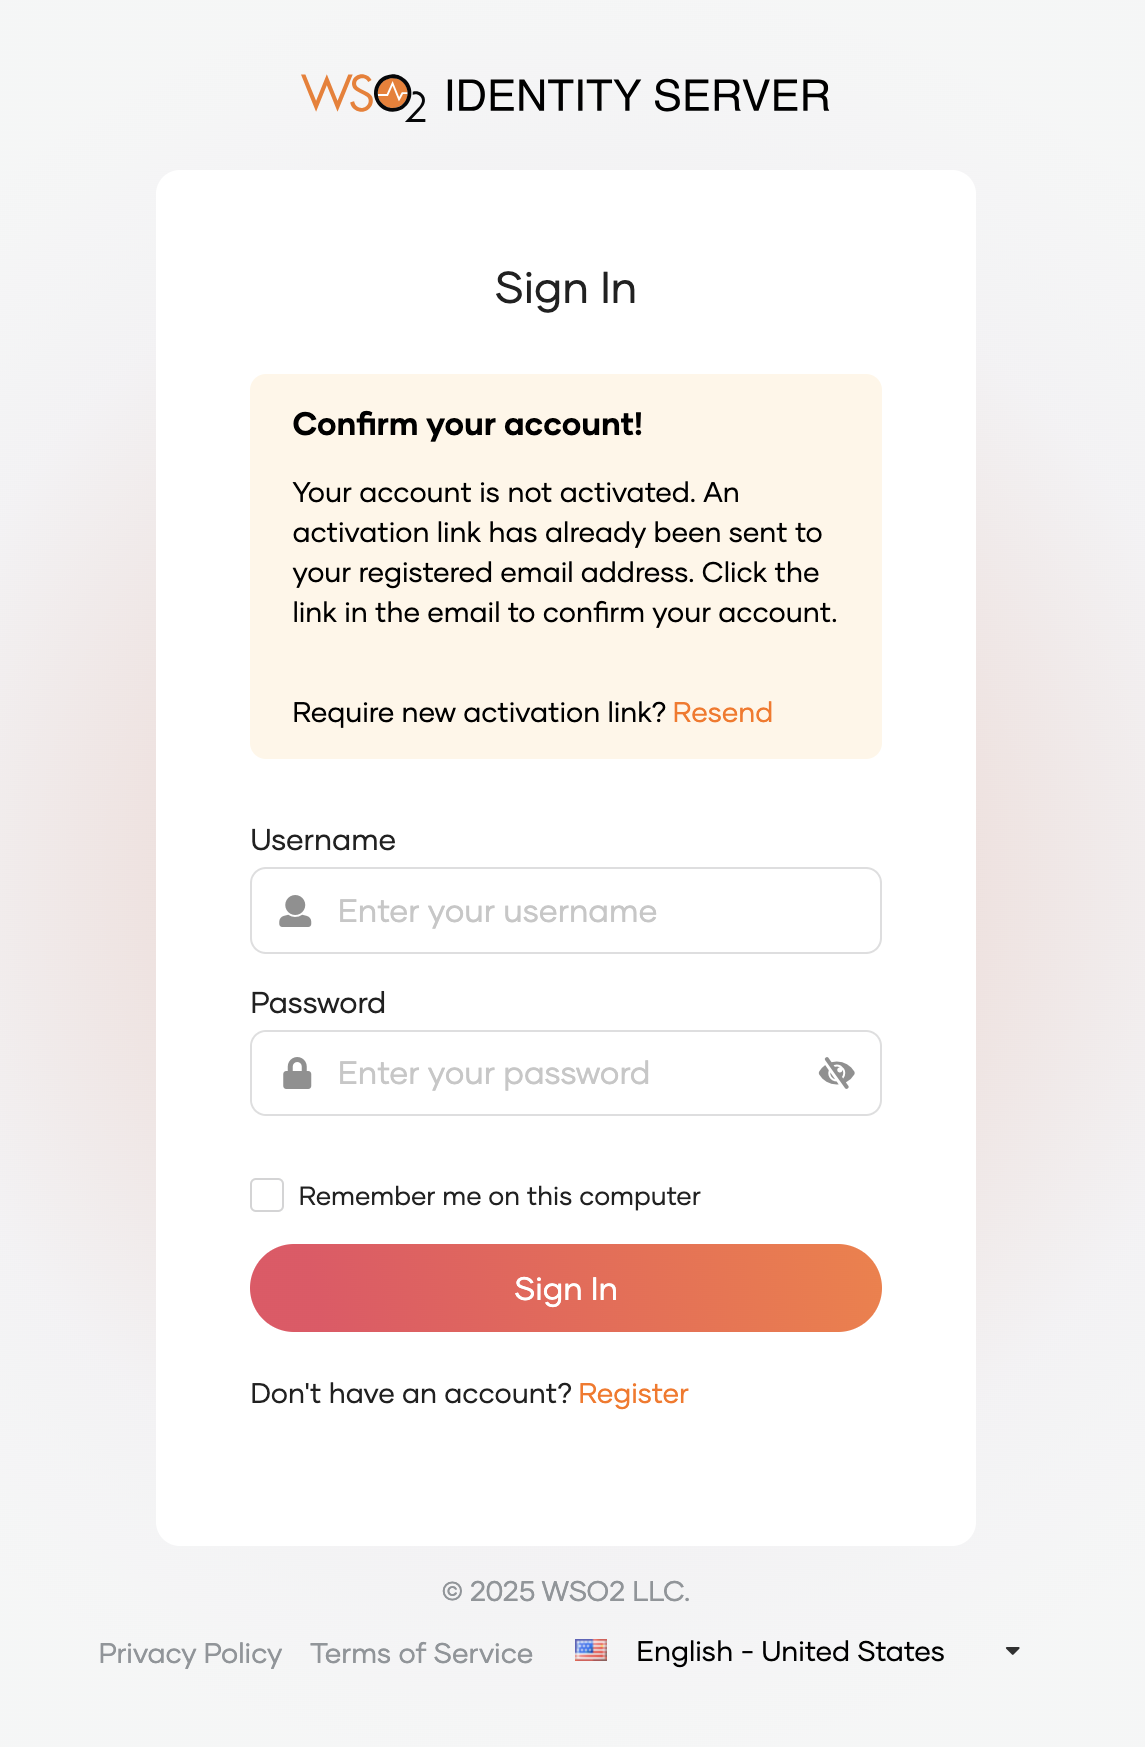 WSO2 IDENTITY SERVER
Sign In
Confirm your account!
Your account is not activated. An
activation link has already been sent to
your registered email address. Click the
link in the email to confirm your account.
Require new activation link? Resend
Username
Enter your username
Password
Enter your password
Remember me on this computer
Sign In
Don't have an account? Register
© 2025 WSO2 LLC.
Privacy Policy Terms of Service English - United States